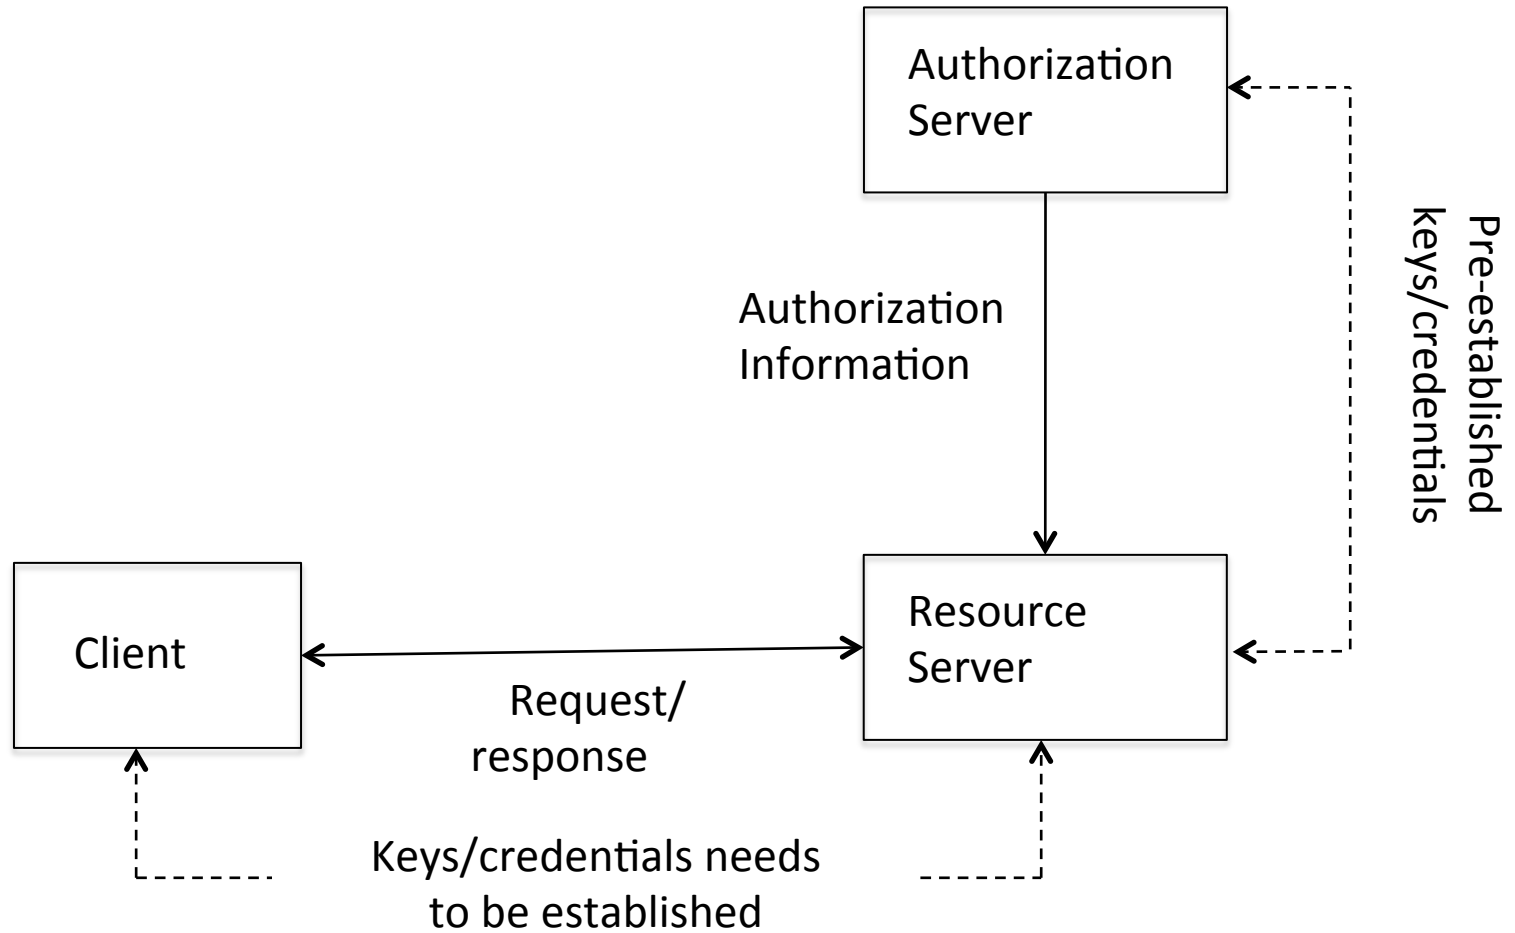 Authorization
Server
Pre-established
keys/credentials
Authorization
Information
Client
Resource
Server
Request/
response
Keys/credentials needs
to be established